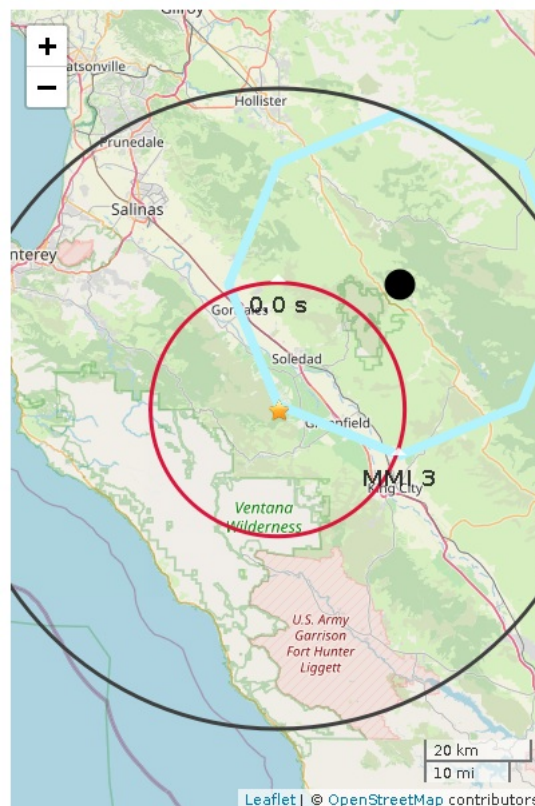 Gilroy
+
−
atsonville
Hollister
Prunedale
Salinas
nterey
0.0 s
Gonzales
Soledad
Greenfield
MMI 3
King City
Ventana
Wilderness
U.S. Army
Garrison
Fort Hunter
Liggett
20 km
10 mi
Leaflet | © OpenStreetMap contributors